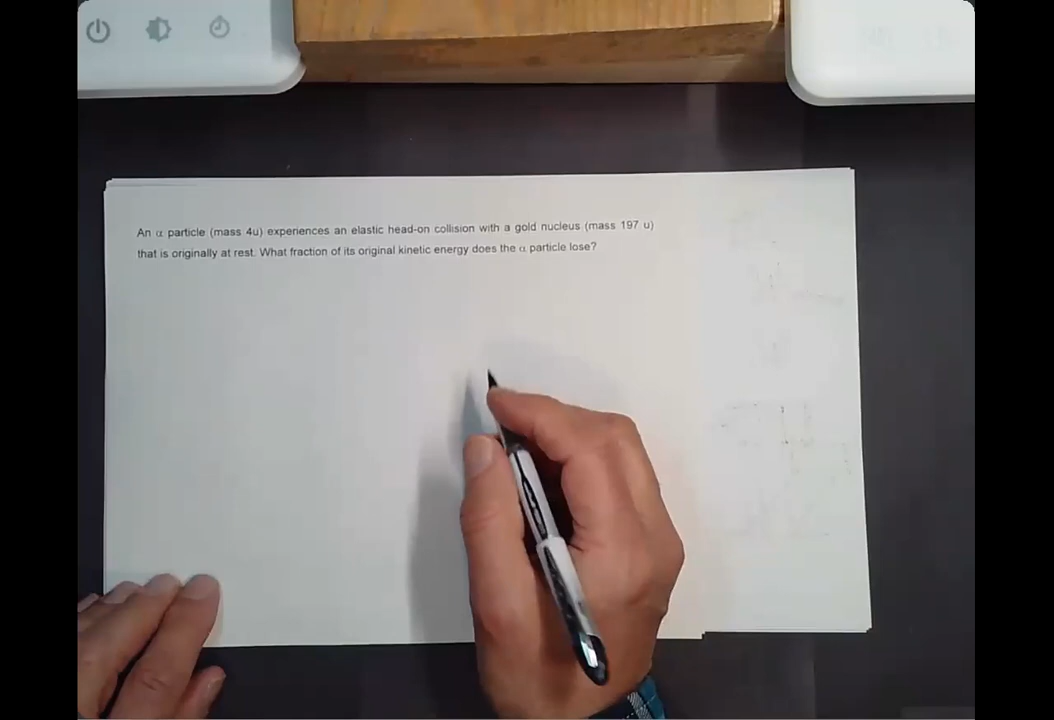 An α particle (mass 4u) experiences an elastic head-on collision with a gold nucleus (mass 197 u)
that is originally at rest. What fraction of its original kinetic energy does the α particle lose?